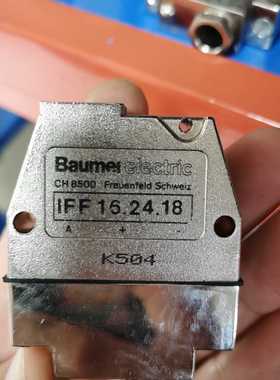 Baumer electric
CH 8500 Frauenfeld Schweiz
IFF 16.24.18
A + -
K504